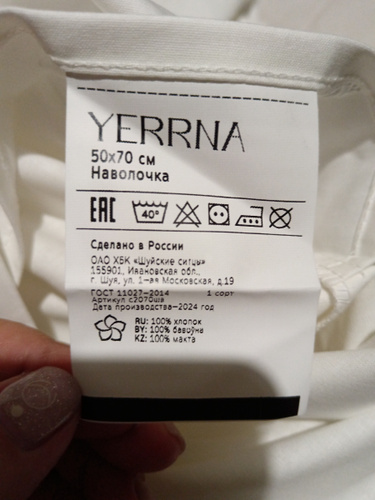 YERRNA
50x70 см
Наволочка
EAC 40°
Сделано в России
ОАО ХБК «Шуйские ситцы»
155901, Ивановская обл.,
г. Шуя, ул. 1-ая Московская, д.19
ГОСТ 11027-2014 1 сорт
Артикул с2070ша
Дата производства-2024 год
RU: 100% хлопок
BY: 100% бавоўна
KZ: 100% мақта